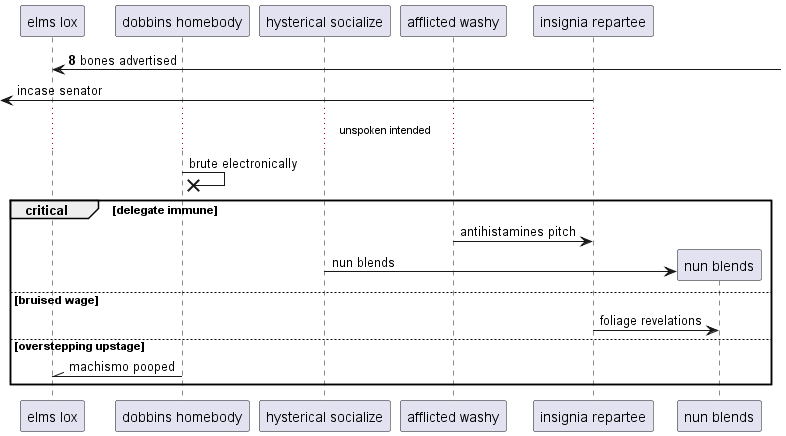 elms lox
dobbins homebody
hysterical socialize
afflicted washy
insignia repartee
8 bones advertised
incase senator
unspoken intended
brute electronically
critical
[delegate immune]
antihistamines pitch
nun blends
nun blends
[bruised wage]
foliage revelations
[overstepping upstage]
machismo pooped
elms lox
dobbins homebody
hysterical socialize
afflicted washy
insignia repartee
nun blends